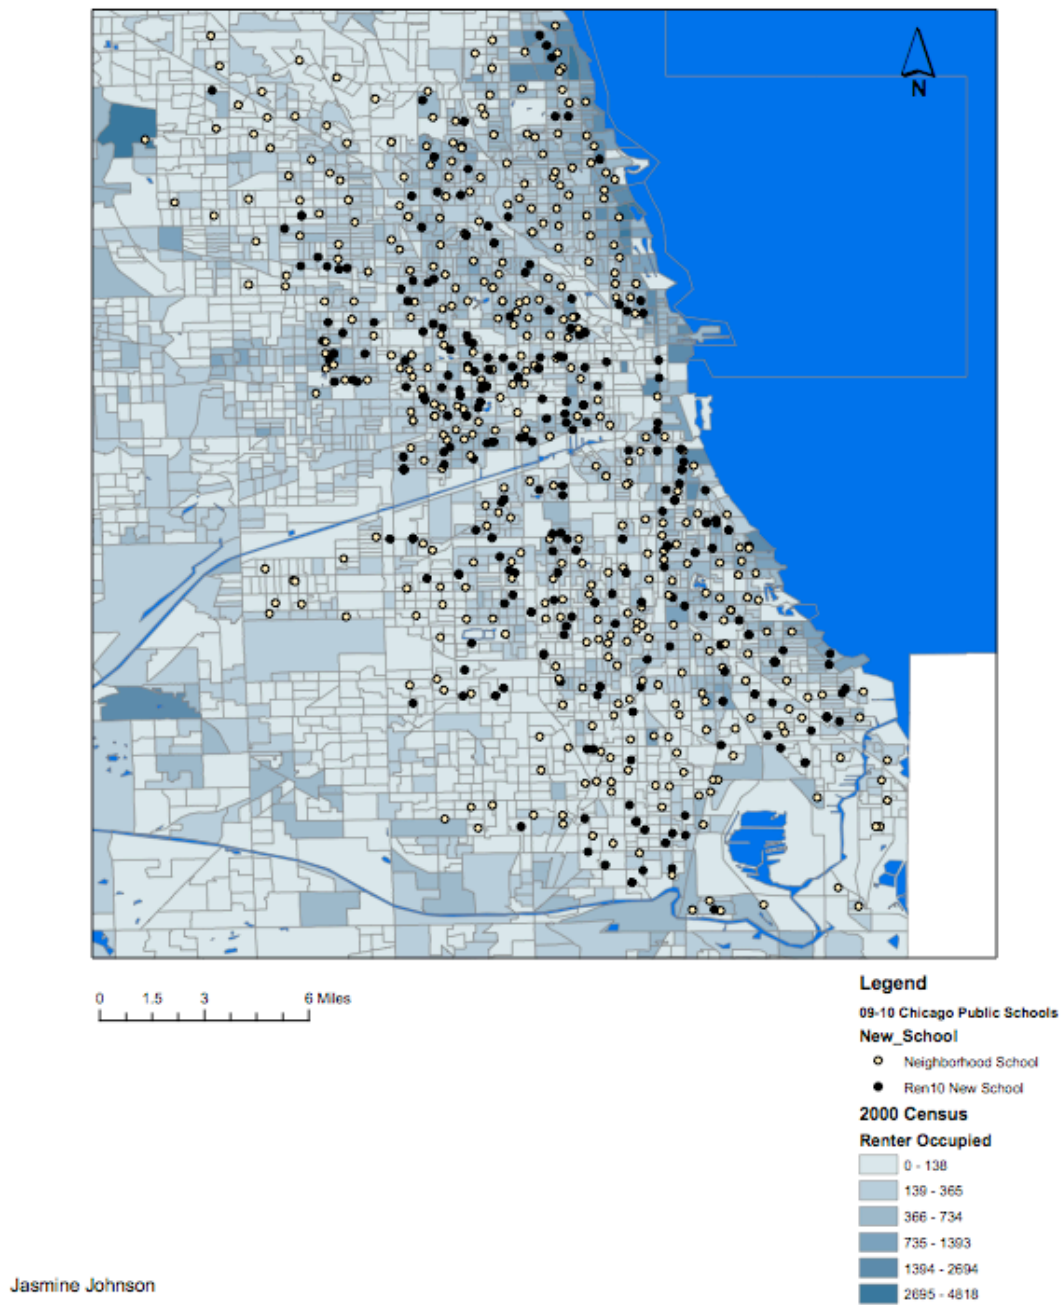 N
0 1.5 3 6 Miles
Legend
09-10 Chicago Public Schools
New_School
Neighborhood School
Ren10 New School
2000 Census
Renter Occupied
0 - 138
139 - 365
366 - 734
735 - 1393
1394 - 2694
2695 - 4818
Jasmine Johnson